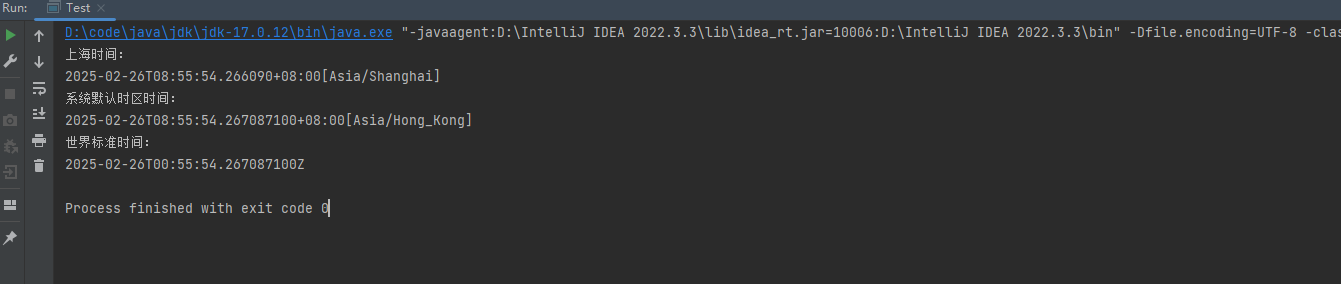 Run: Test
D:\code\java\jdk\jdk-17.0.12\bin\java.exe "-javaagent:D:\IntelliJ IDEA 2022.3.3\lib\idea_rt.jar=10006:D:\IntelliJ IDEA 2022.3.3\bin" -Dfile.encoding=UTF-8 -clas
上海时间：
2025-02-26T08:55:54.266090+08:00[Asia/Shanghai]
系统默认时区时间：
2025-02-26T08:55:54.267087100+08:00[Asia/Hong_Kong]
世界标准时间：
2025-02-26T00:55:54.267087100Z
Process finished with exit code 0